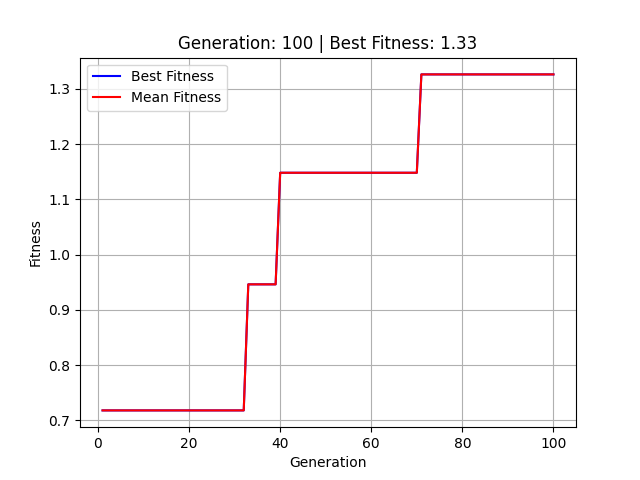 Generation: 100 | Best Fitness: 1.33
Best Fitness
Mean Fitness
1.3
1.2
1.1
1.0
0.9
0.8
0.7
Fitness
0 20 40 60 80 100
Generation